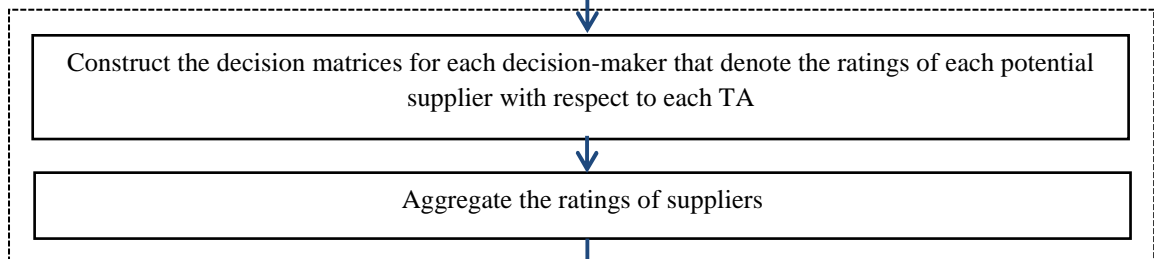 Construct the decision matrices for each decision-maker that denote the ratings of each potential
supplier with respect to each TA
Aggregate the ratings of suppliers